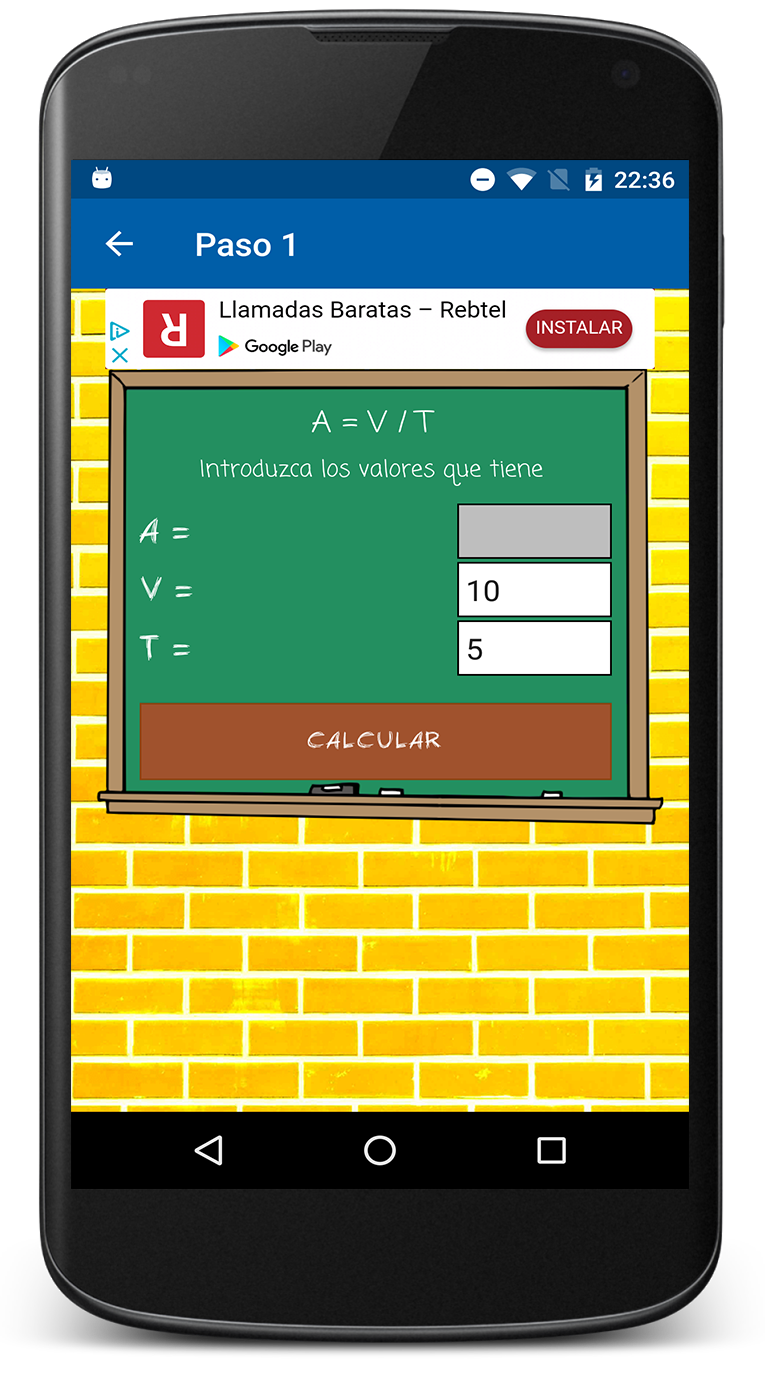 22:36
Paso 1
Llamadas Baratas – Rebtel
Google Play
INSTALAR
R
A = V / T
Introduzca los valores que tiene
A =
V = 10
T = 5
CALCULAR